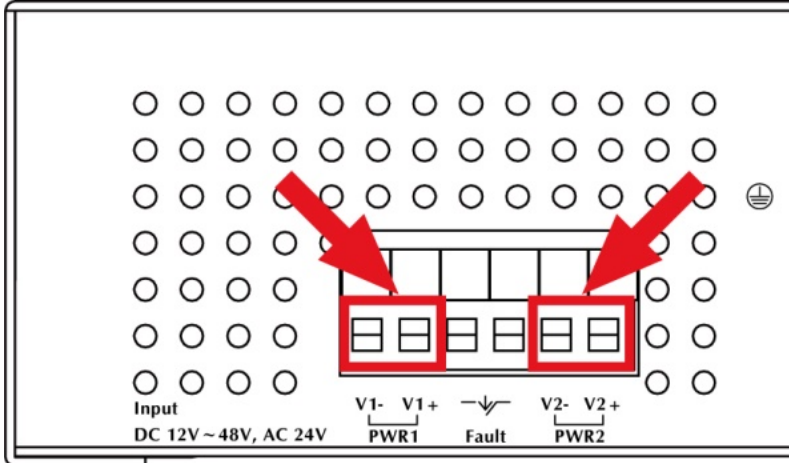 Input V1- V1+ V2- V2+
DC 12V~48V, AC 24V PWR1 Fault PWR2